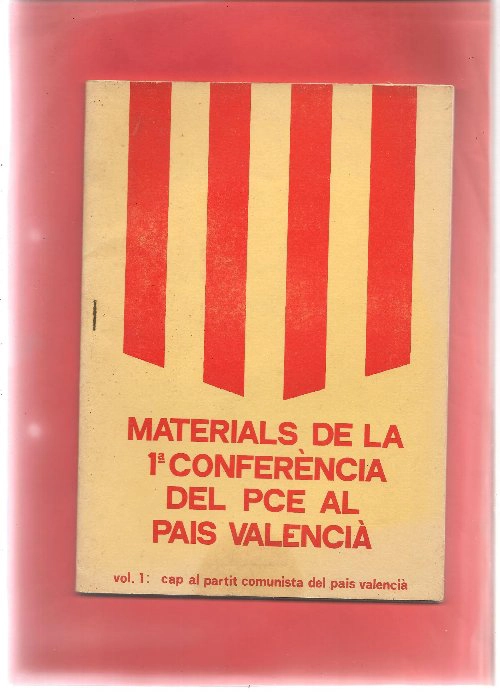 MATERIALS DE LA
1ª CONFERÈNCIA
DEL PCE AL
PAIS VALENCIÀ
vol. 1: cap al partit comunista del pais valencià